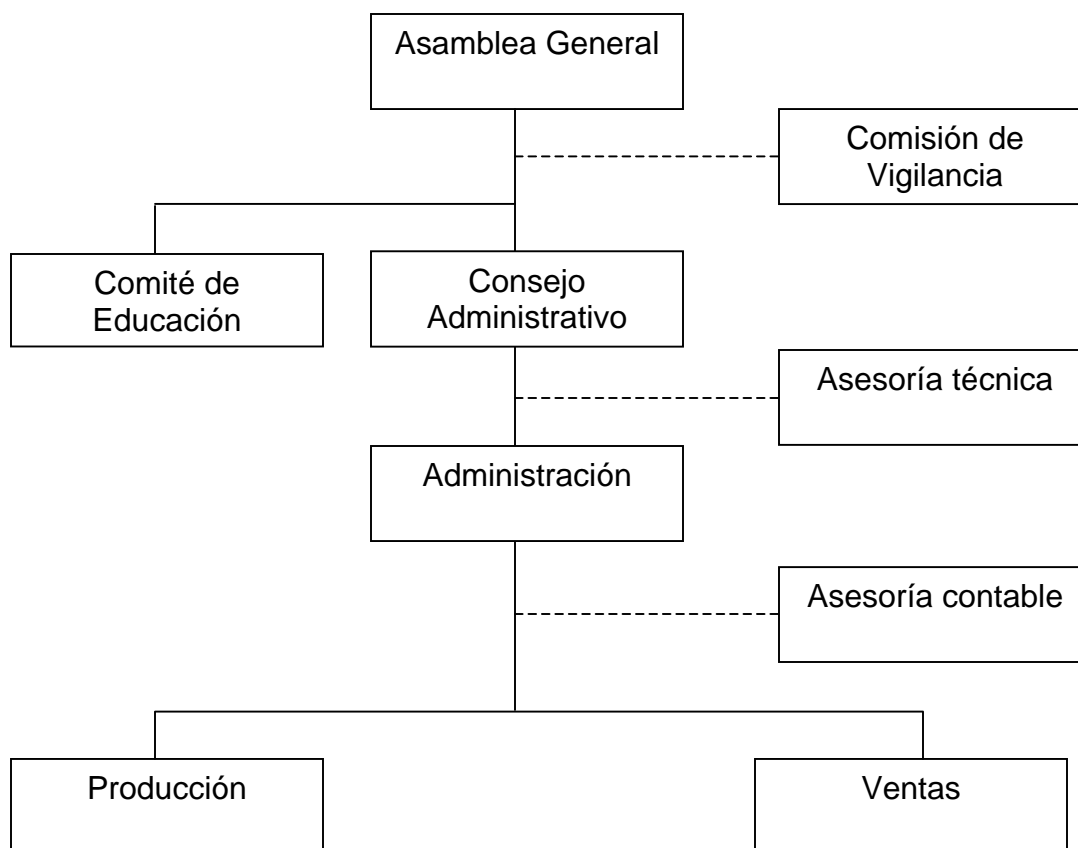 Asamblea General
Comisión de
Vigilancia
Comité de
Educación
Consejo
Administrativo
Asesoría técnica
Administración
Asesoría contable
Producción
Ventas